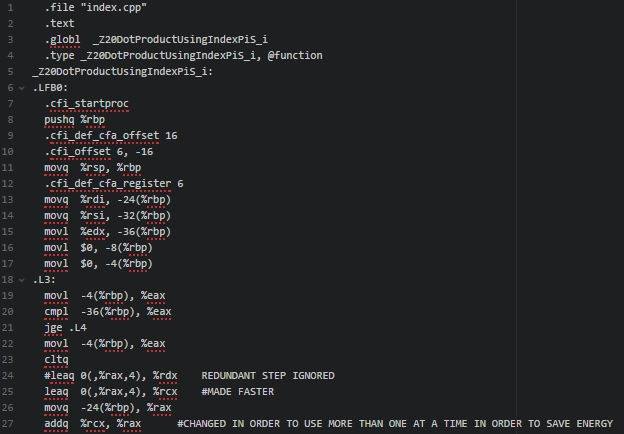 1 .file "index.cpp"
2 .text
3 .globl _Z20DotProductUsingIndexPiS_i
4 .type _Z20DotProductUsingIndexPiS_i, @function
5 _Z20DotProductUsingIndexPiS_i:
6 .LFB0:
7 .cfi_startproc
8 pushq %rbp
9 .cfi_def_cfa_offset 16
10 .cfi_offset 6, -16
11 movq %rsp, %rbp
12 .cfi_def_cfa_register 6
13 movq %rdi, -24(%rbp)
14 movq %rsi, -32(%rbp)
15 movl %edx, -36(%rbp)
16 movl $0, -8(%rbp)
17 movl $0, -4(%rbp)
18 .L3:
19 movl -4(%rbp), %eax
20 cmpl -36(%rbp), %eax
21 jge .L4
22 movl -4(%rbp), %eax
23 cltq
24 #leaq 0(,%rax,4), %rdx REDUNDANT STEP IGNORED
25 leaq 0(,%rax,4), %rcx #MADE FASTER
26 movq -24(%rbp), %rax
27 addq %rcx, %rax #CHANGED IN ORDER TO USE MORE THAN ONE AT A TIME IN ORDER TO SAVE ENERGY